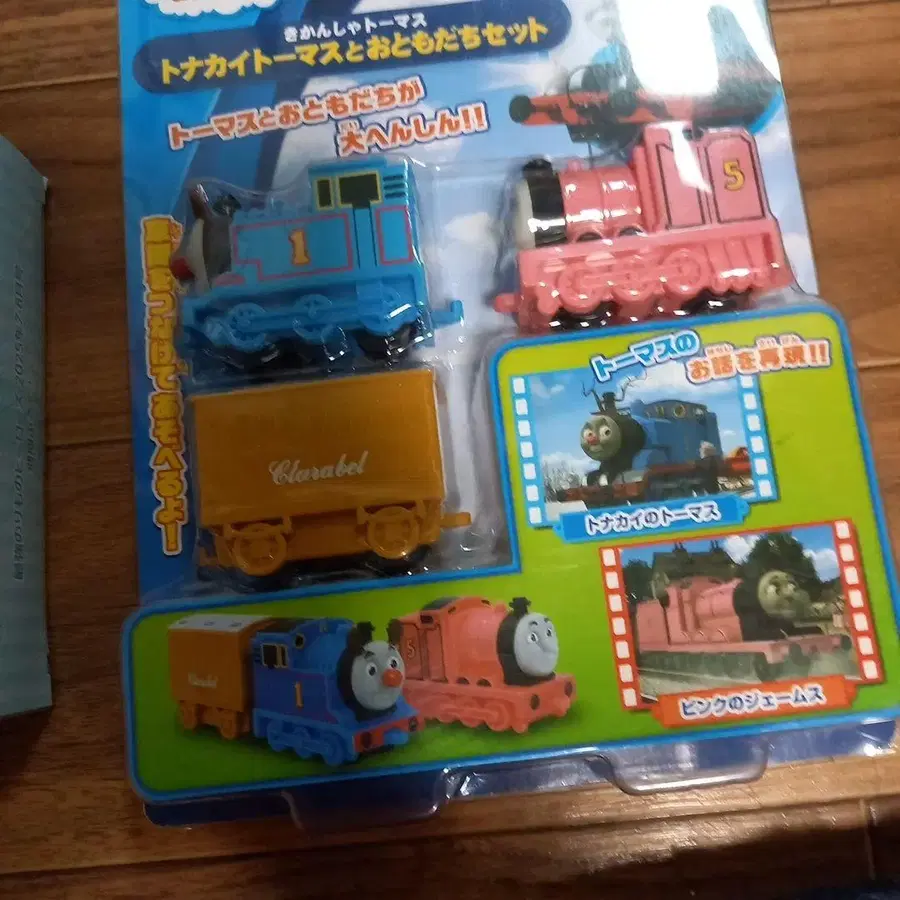 きかんしゃトーマス
トナカイトーマスとおともだちセット
トーマスとおともだちが
大へんしん!!
1
5
Clarabel
トーマスの
お話を再現!!
トナカイのトーマス
ピンクのジェームス
Clarabel
1
5